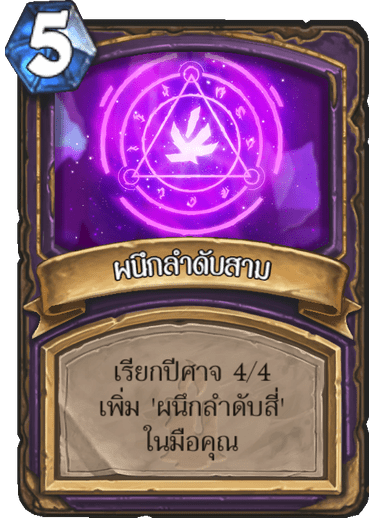 5
ผนึกลำดับสาม
เรียกปีศาจ 4/4
เพิ่ม 'ผนึกลำดับสี่'
ในมือคุณ